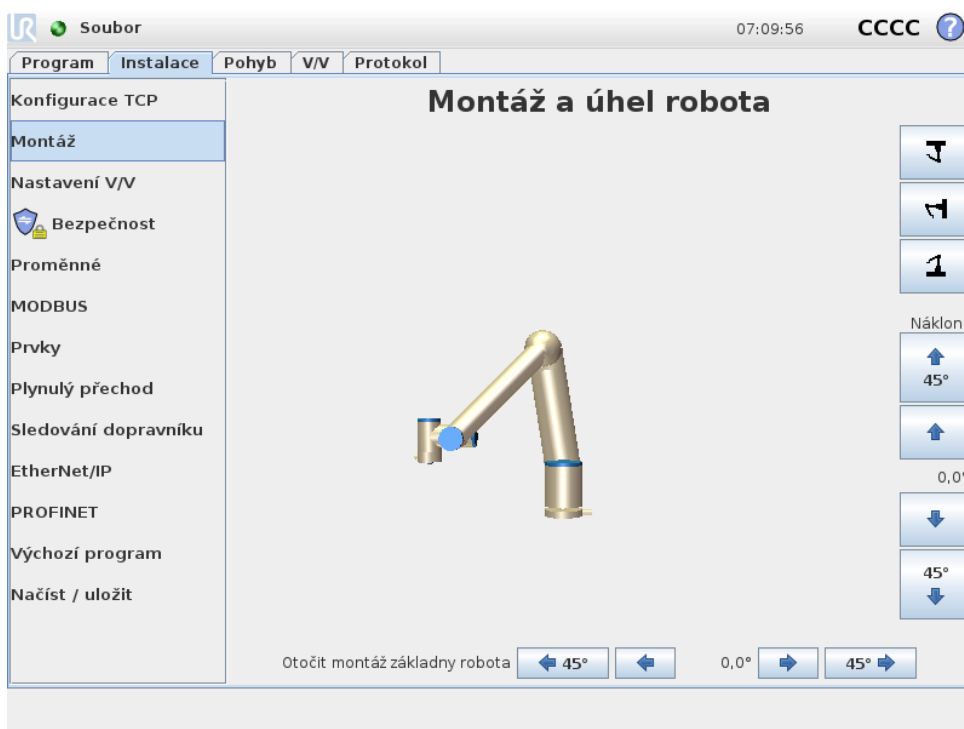 UR Soubor 07:09:56 CCCC ?
Program Instalace Pohyb V/V Protokol
Konfigurace TCP
Montáž
Nastavení V/V
Bezpečnost
Proměnné
MODBUS
Prvky
Plynulý přechod
Sledování dopravníku
EtherNet/IP
PROFINET
Výchozí program
Načíst / uložit
Montáž a úhel robota
Náklon
45°
0,0°
45°
Otočit montáž základny robota 45° 0,0° 45°